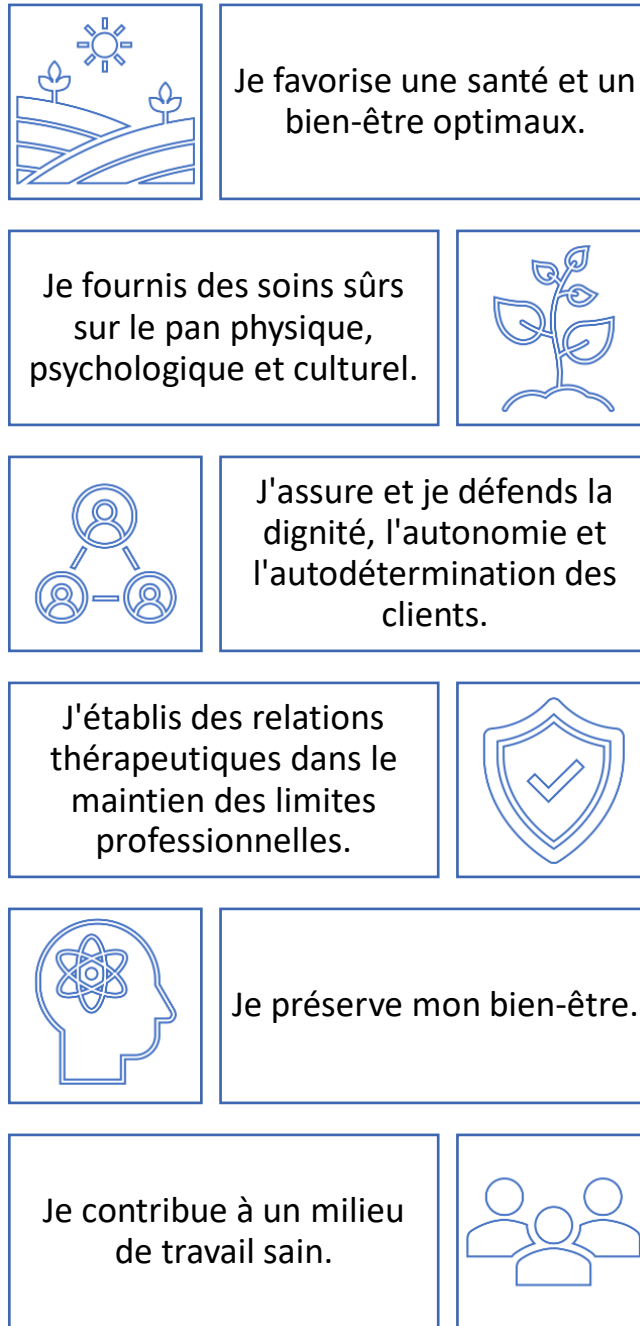 Je favorise une santé et un
bien-être optimaux.
Je fournis des soins sûrs
sur le pan physique,
psychologique et culturel.
J'assure et je défends la
dignité, l'autonomie et
l'autodétermination des
clients.
J'établis des relations
thérapeutiques dans le
maintien des limites
professionnelles.
Je préserve mon bien-être.
Je contribue à un milieu
de travail sain.